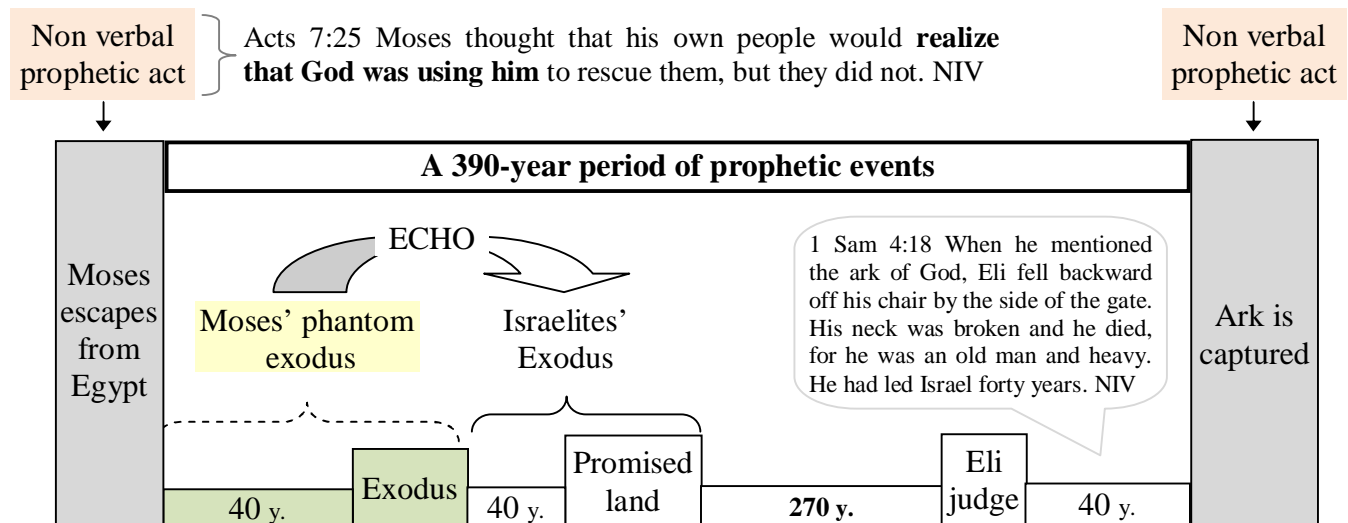 Non verbal
prophetic act
Acts 7:25 Moses thought that his own people would realize
that God was using him to rescue them, but they did not. NIV
Non verbal
prophetic act
A 390-year period of prophetic events
Moses
escapes
from
Egypt
ECHO
Moses’ phantom
exodus
Israelites’
Exodus
1 Sam 4:18 When he mentioned
the ark of God, Eli fell backward
off his chair by the side of the gate.
His neck was broken and he died,
for he was an old man and heavy.
He had led Israel forty years. NIV
Ark is
captured
40 y.
Exodus
40 y.
Promised
land
270 y.
Eli
judge
40 y.